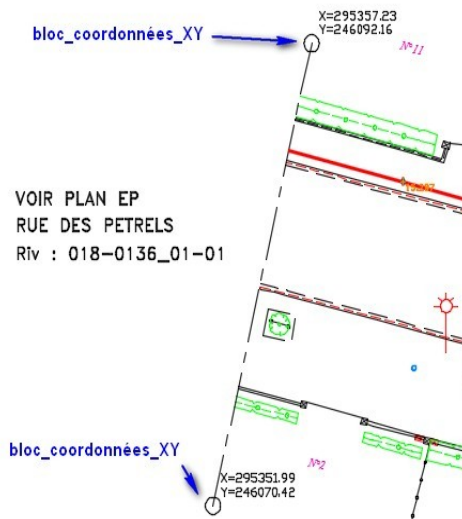 X=295357.23
Y=246092.16
bloc_coordonnées_XY
N°11
VOIR PLAN EP
RUE DES PETRELS
Riv : 018-0136_01-01
bloc_coordonnées_XY
N°2
X=295351.99
Y=246070.42